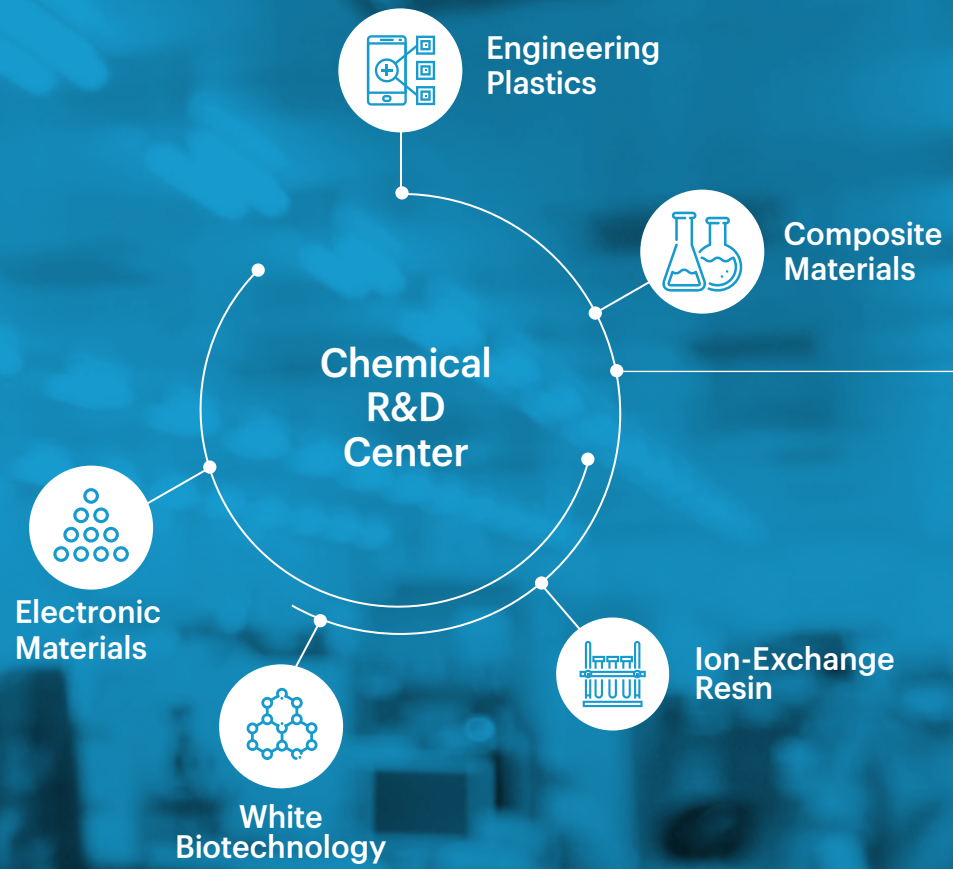 Engineering
Plastics
Composite
Materials
Chemical
R&D
Center
Electronic
Materials
Ion-Exchange
Resin
White
Biotechnology